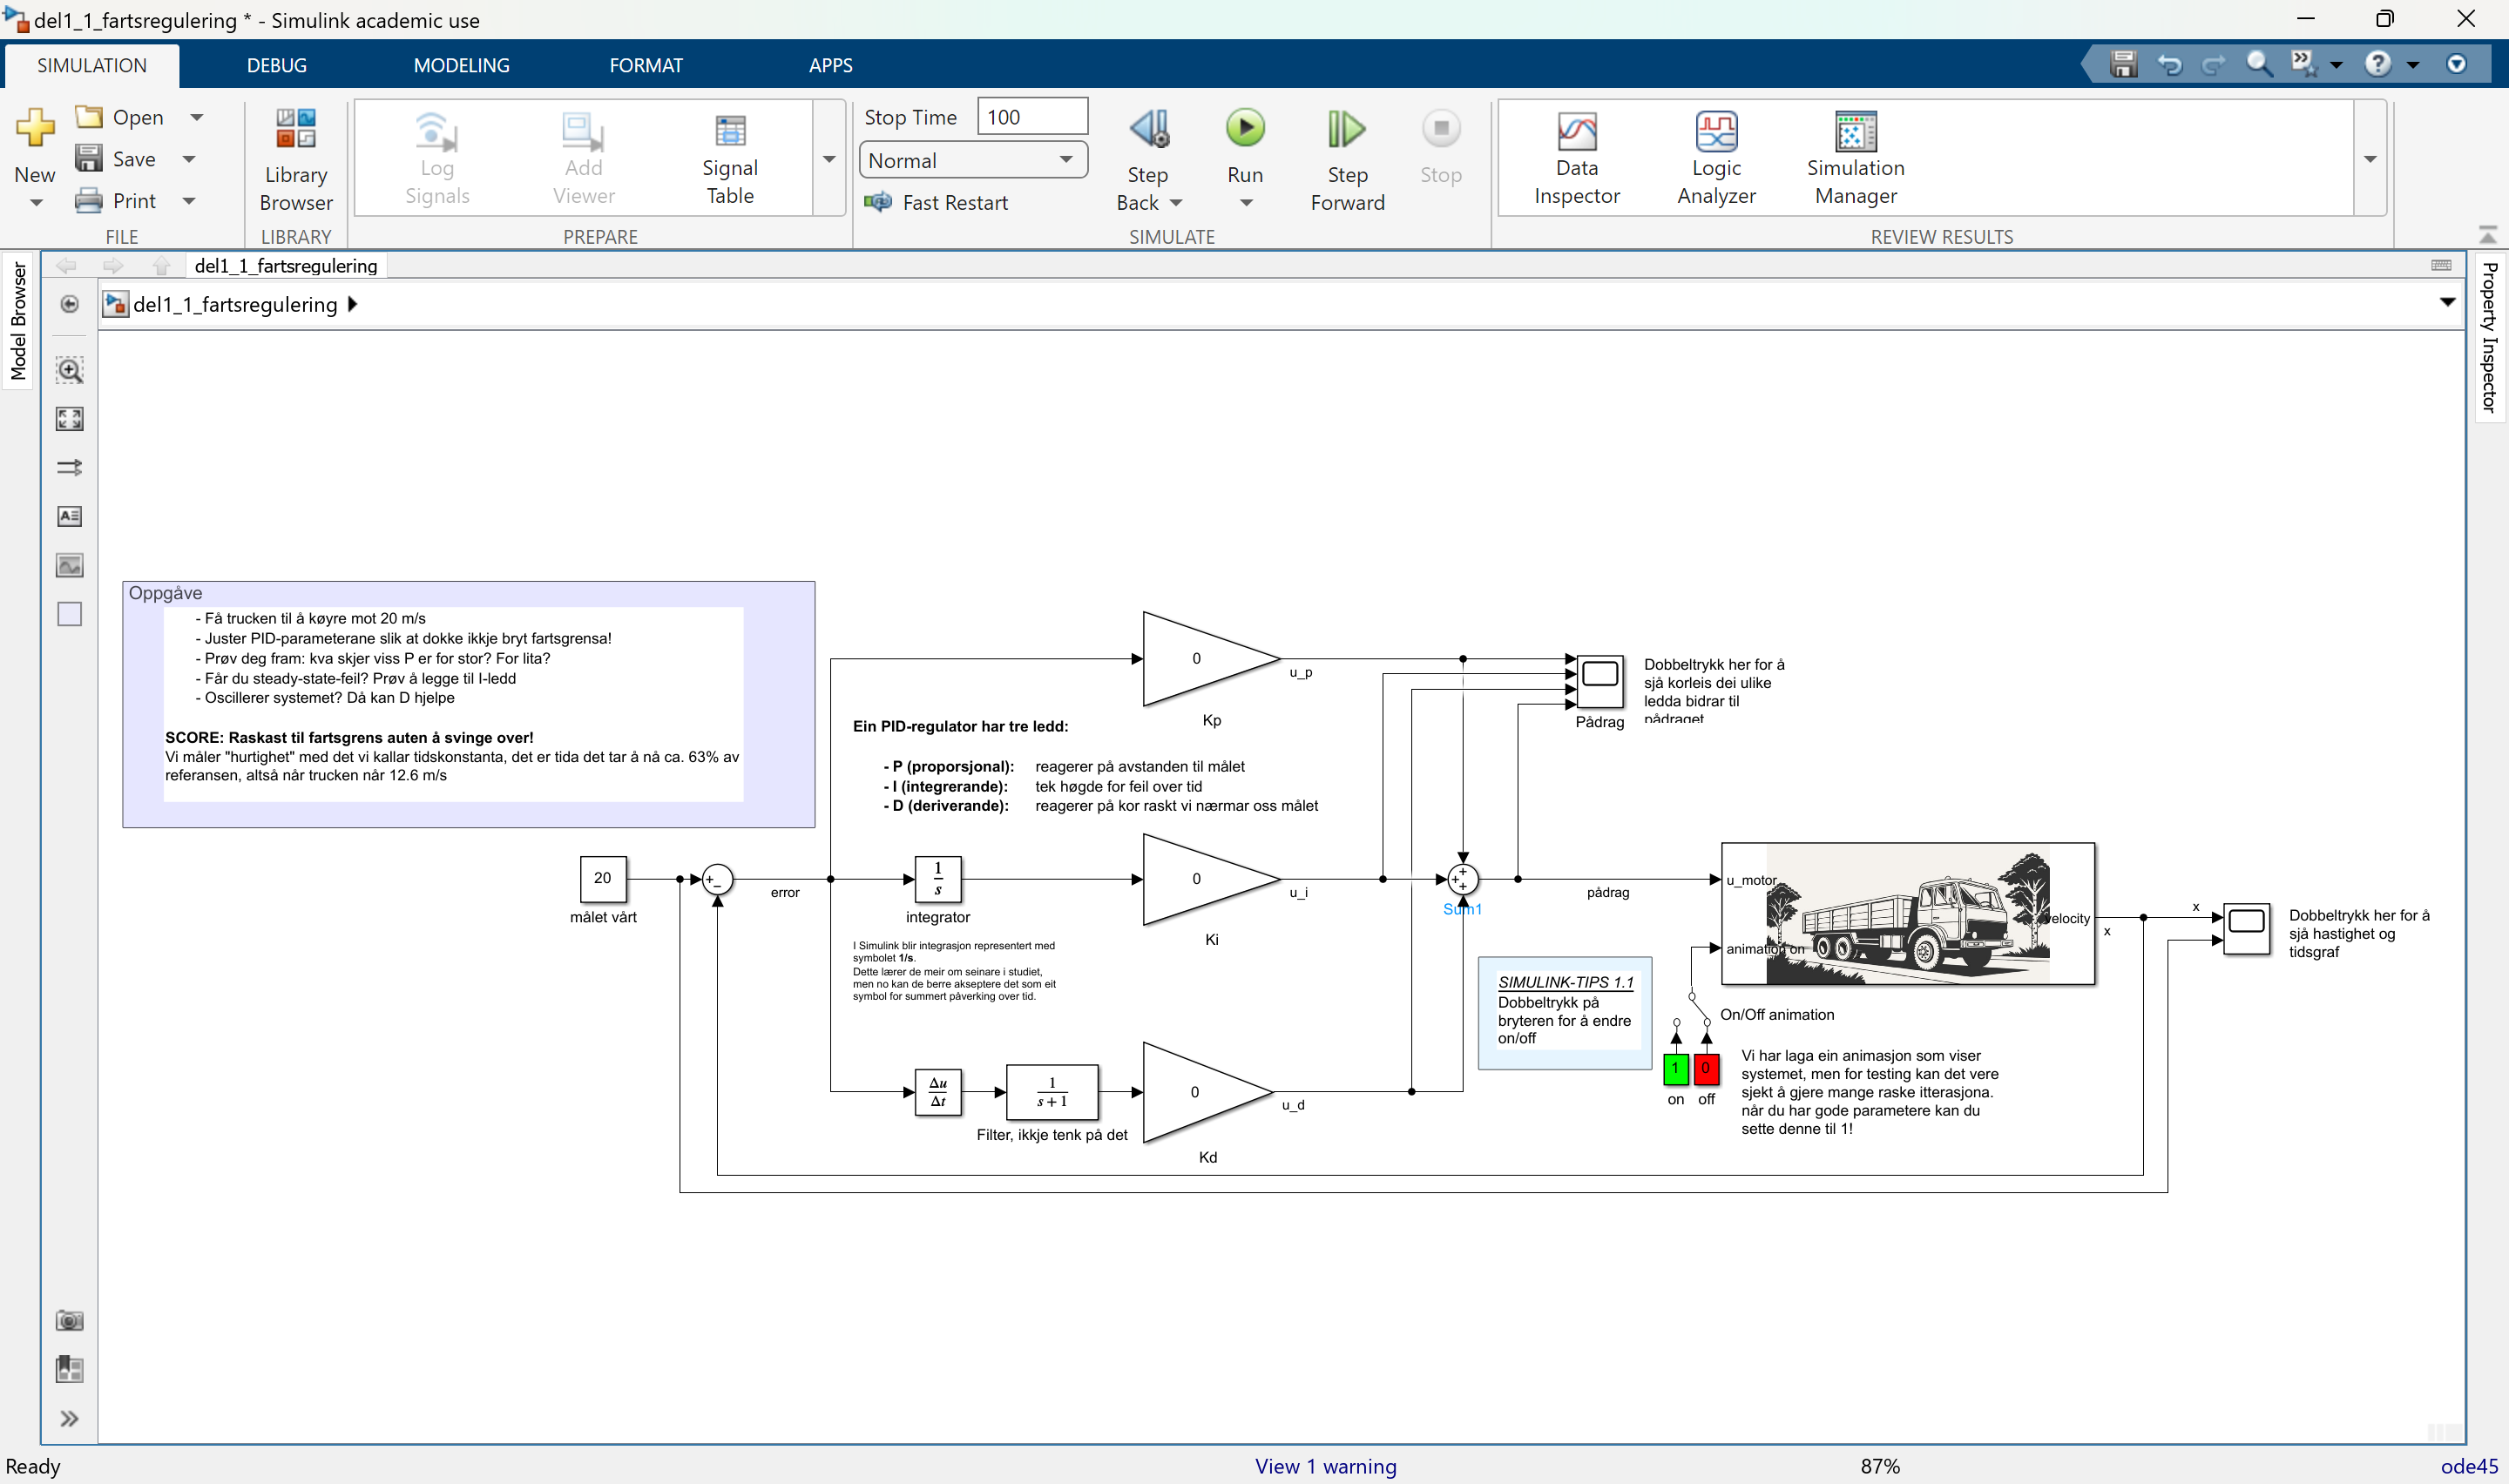 del1_1_fartsregulering * - Simulink academic use
SIMULATION
DEBUG
MODELING
FORMAT
APPS
New
Open
Save
Print
FILE
Library
Browser
LIBRARY
Log
Signals
Add
Viewer
Signal
Table
PREPARE
Stop Time
100
Normal
Fast Restart
Step
Back
Run
Step
Forward
Stop
SIMULATE
Data
Inspector
Logic
Analyzer
Simulation
Manager
REVIEW RESULTS
Model Browser
Property Inspector
del1_1_fartsregulering
del1_1_fartsregulering
Oppgåve
- Få trucken til å køyre mot 20 m/s
- Juster PID-parameterane slik at dokke ikkje bryt fartsgrensa!
- Prøv deg fram: kva skjer viss P er for stor? For lita?
- Får du steady-state-feil? Prøv å legge til I-ledd
- Oscillerer systemet? Då kan D hjelpe
SCORE: Raskast til fartsgrens auten å svinge over!
Vi måler "hurtighet" med det vi kallar tidskonstanta, det er tida det tar å nå ca. 63% av
referansen, altså når trucken når 12.6 m/s
0
u_p
Kp
Pådrag
Dobbeltrykk her for å
sjå korleis dei ulike
ledda bidrar til
pådraget
Ein PID-regulator har tre ledd:
- P (proporsjonal): reagerer på avstanden til målet
- I (integrerande): tek høgde for feil over tid
- D (deriverande): reagerer på kor raskt vi nærmar oss målet
20
målet vårt
+
−
error
1
s
integrator
0
u_i
Ki
+
+
+
Sum1
pådrag
u_motor
animation on
velocity
x
x
Dobbeltrykk her for å
sjå hastighet og
tidsgraf
I Simulink blir integrasjon representert med
symbolet 1/s.
Dette lærer de meir om seinare i studiet,
men no kan de berre akseptere det som eit
symbol for summert påverking over tid.
SIMULINK-TIPS 1.1
Dobbeltrykk på
bryteren for å endre
on/off
On/Off animation
1
0
on
off
Vi har laga ein animasjon som viser
systemet, men for testing kan det vere
sjekt å gjere mange raske itterasjona.
når du har gode parametere kan du
sette denne til 1!
Δu
Δt
1
s + 1
Filter, ikkje tenk på det
0
u_d
Kd
Ready
View 1 warning
87%
ode45